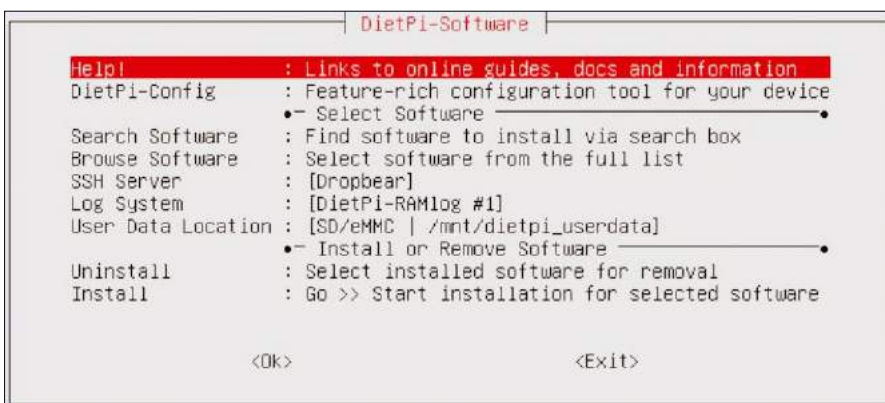 DietPi-Software
Help! : Links to online guides, docs and information
DietPi-Config : Feature-rich configuration tool for your device
Select Software
Search Software : Find software to install via search box
Browse Software : Select software from the full list
SSH Server : [Dropbear]
Log System : [DietPi-RAMlog #1]
User Data Location : [SD/eMMC | /mnt/dietpi_userdata]
Install or Remove Software
Uninstall : Select installed software for removal
Install : Go >> Start installation for selected software
<Ok> <Exit>